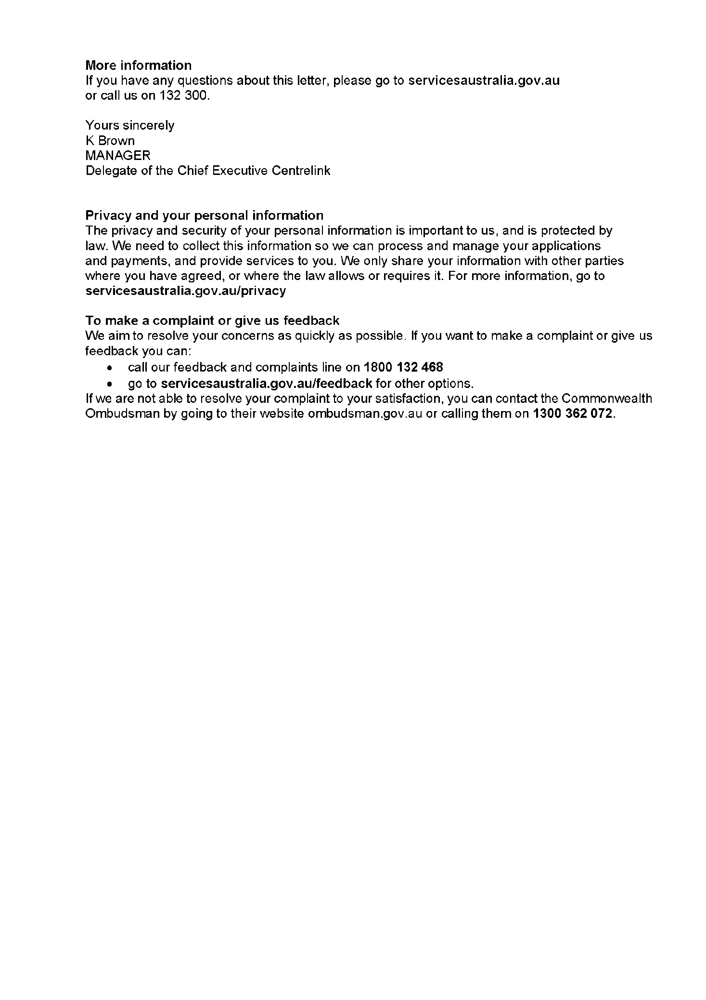 More information
If you have any questions about this letter, please go to servicesaustralia.gov.au
or call us on 132 300.
Yours sincerely
K Brown
MANAGER
Delegate of the Chief Executive Centrelink
Privacy and your personal information
The privacy and security of your personal information is important to us, and is protected by
law. We need to collect this information so we can process and manage your applications
and payments, and provide services to you. We only share your information with other parties
where you have agreed, or where the law allows or requires it. For more information, go to
servicesaustralia.gov.au/privacy
To make a complaint or give us feedback
We aim to resolve your concerns as quickly as possible. If you want to make a complaint or give us
feedback you can:
• call our feedback and complaints line on 1800 132 468
• go to servicesaustralia.gov.au/feedback for other options.
If we are not able to resolve your complaint to your satisfaction, you can contact the Commonwealth
Ombudsman by going to their website ombudsman.gov.au or calling them on 1300 362 072.